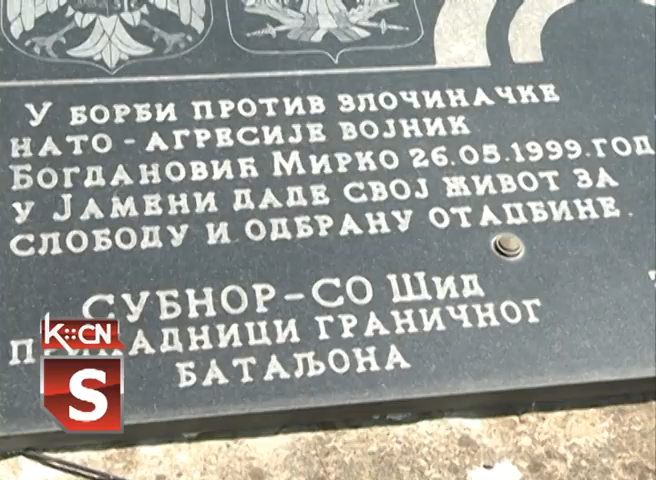 У БОРБИ ПРОТИВ ЗЛОЧИНАЧКЕ
НАТО - АГРЕСИЈЕ ВОЈНИК
БОГДАНОВИЋ МИРКО 26.05.1999.ГОД
У ЈАМЕНИ ДАДЕ СВОЈ ЖИВОТ ЗА
СЛОБОДУ И ОДБРАНУ ОТАЏБИНЕ.
СУБНОР-СО ШИД
ГРАНИЧНОГ
БАТАЉОНА
K::CN
S